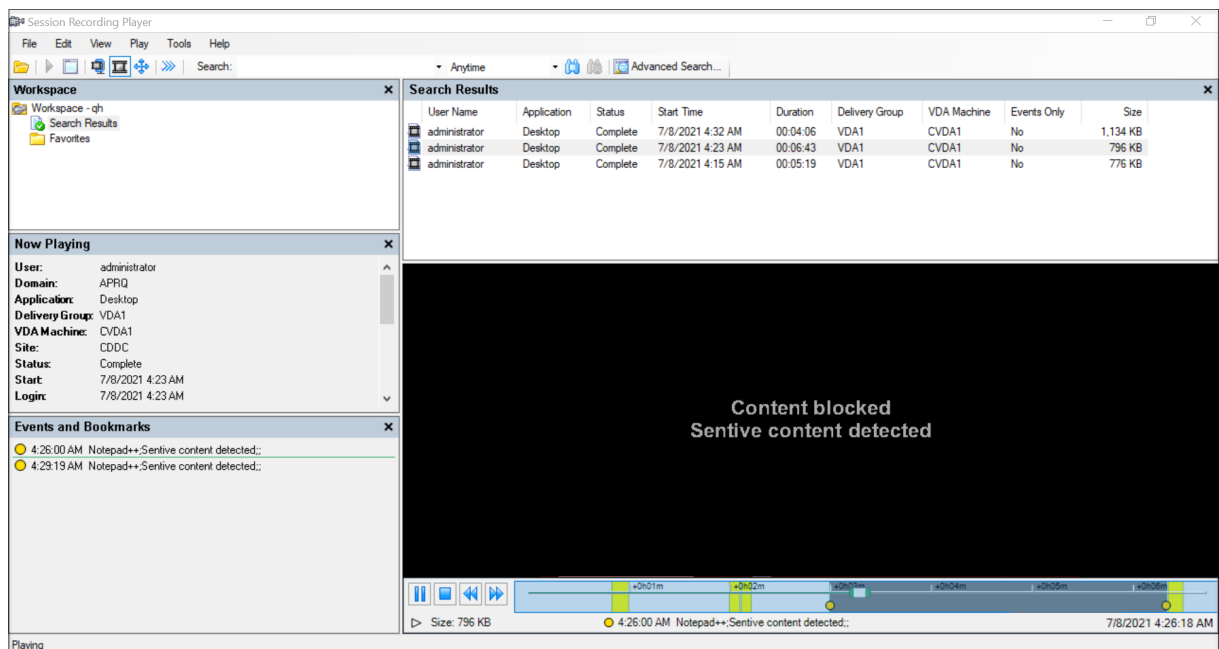 Session Recording Player
File Edit View Play Tools Help
Search: Anytime Advanced Search...
Workspace
Workspace - qh
Search Results
Favorites
Search Results
User Name Application Status Start Time Duration Delivery Group VDA Machine Events Only Size
administrator Desktop Complete 7/8/2021 4:32 AM 00:04:06 VDA1 CVDA1 No 1,134 KB
administrator Desktop Complete 7/8/2021 4:23 AM 00:06:43 VDA1 CVDA1 No 796 KB
administrator Desktop Complete 7/8/2021 4:15 AM 00:05:19 VDA1 CVDA1 No 776 KB
Now Playing
User: administrator
Domain: APRQ
Application: Desktop
Delivery Group: VDA1
VDA Machine: CVDA1
Site: CDDC
Status: Complete
Start: 7/8/2021 4:23 AM
Login: 7/8/2021 4:23 AM
Events and Bookmarks
4:26:00 AM Notepad++;Sentive content detected;;
4:29:19 AM Notepad++;Sentive content detected;;
Content blocked
Sentive content detected
+0h01m +0h02m +0h03m +0h04m +0h05m +0h06m
Size: 796 KB 4:26:00 AM Notepad++;Sentive content detected;; 7/8/2021 4:26:18 AM
Playing